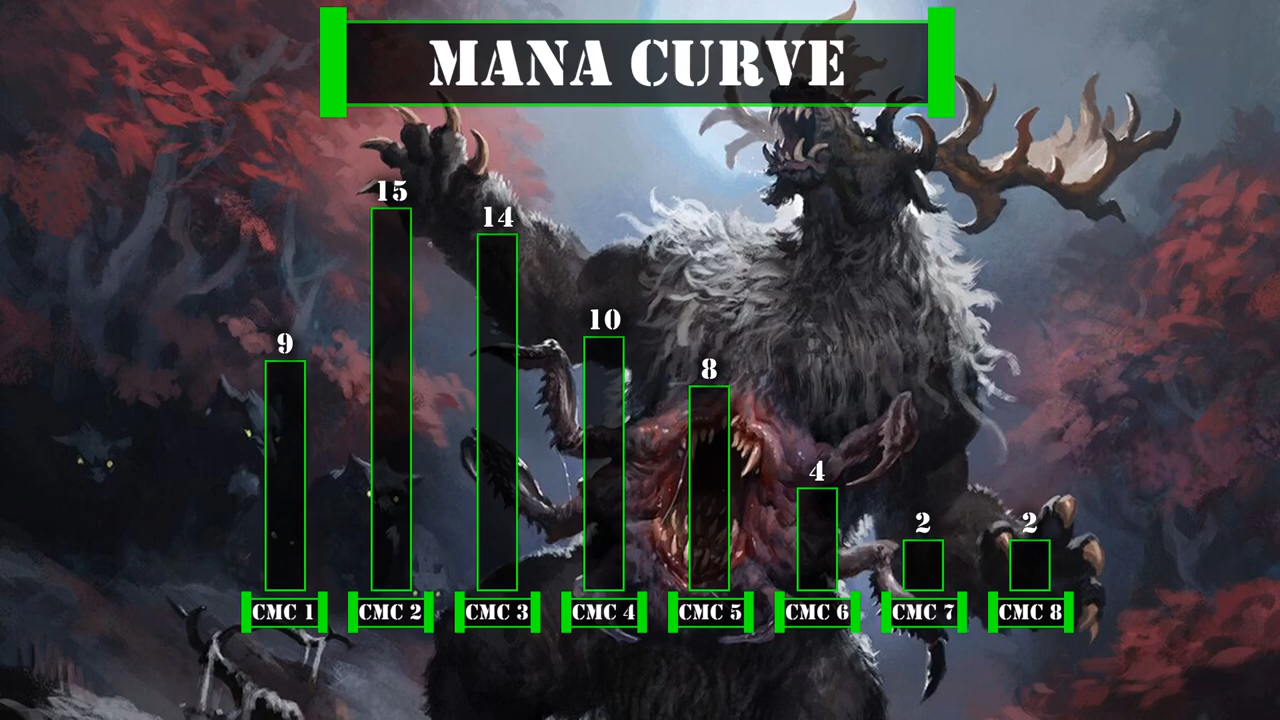 MANA CURVE
15
14
9
10
8
4
2
2
CMC 1
CMC 2
CMC 3
CMC 4
CMC 5
CMC 6
CMC 7
CMC 8